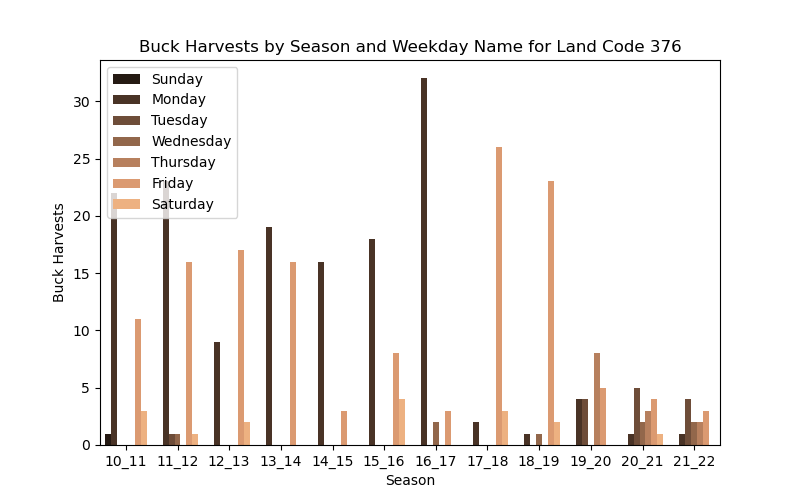 Buck Harvests by Season and Weekday Name for Land Code 376
Sunday
Monday
Tuesday
Wednesday
Thursday
Friday
Saturday
30
25
20
15
10
5
0
Buck Harvests
10_11 11_12 12_13 13_14 14_15 15_16 16_17 17_18 18_19 19_20 20_21 21_22
Season